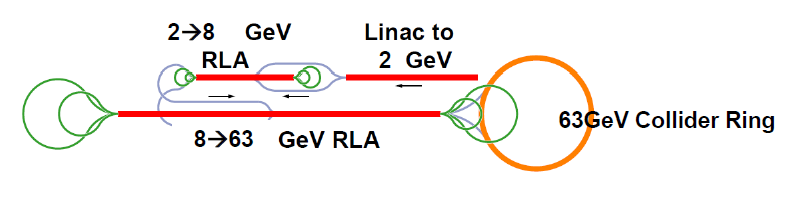 2→8 GeV
RLA
Linac to
2 GeV
63GeV Collider Ring
8→63 GeV RLA